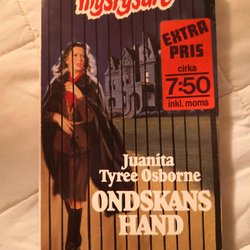 mysrysare
EXTRA
PRIS
cirka
7:50
inkl. moms
Juanita
Tyree Osborne
ONDSKANS
HAND